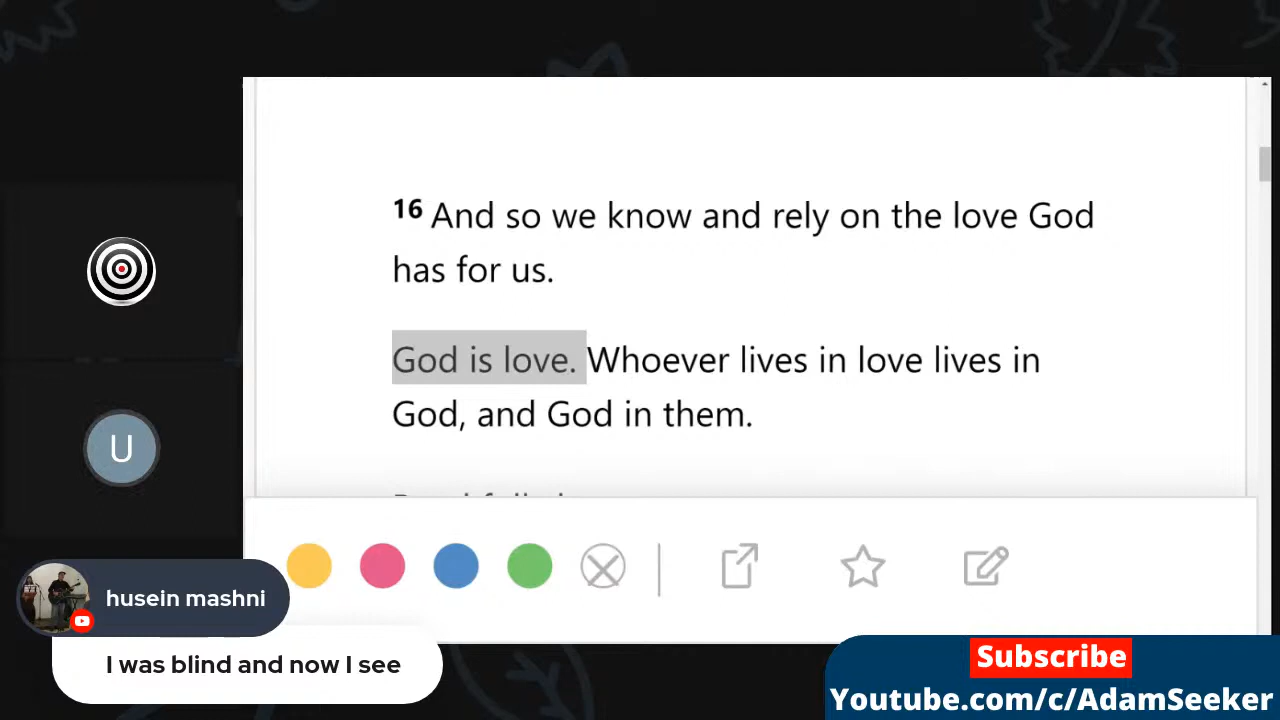 16 And so we know and rely on the love God
has for us.
God is love. Whoever lives in love lives in
God, and God in them.
U
husein mashni
I was blind and now I see
Subscribe
Youtube.com/c/AdamSeeker